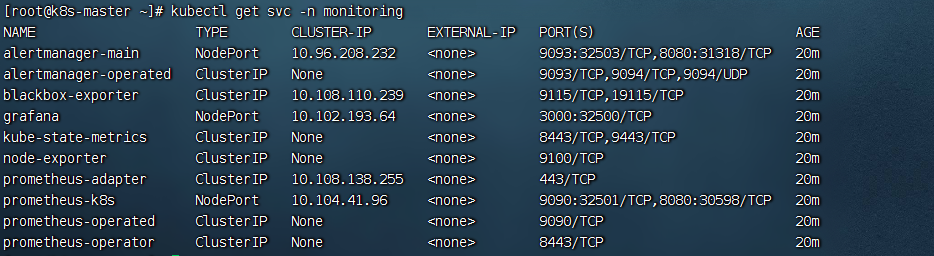 [root@k8s-master ~]# kubectl get svc -n monitoring
NAME TYPE CLUSTER-IP EXTERNAL-IP PORT(S) AGE
alertmanager-main NodePort 10.96.208.232 <none> 9093:32503/TCP,8080:31318/TCP 20m
alertmanager-operated ClusterIP None <none> 9093/TCP,9094/TCP,9094/UDP 20m
blackbox-exporter ClusterIP 10.108.110.239 <none> 9115/TCP,19115/TCP 20m
grafana NodePort 10.102.193.64 <none> 3000:32500/TCP 20m
kube-state-metrics ClusterIP None <none> 8443/TCP,9443/TCP 20m
node-exporter ClusterIP None <none> 9100/TCP 20m
prometheus-adapter ClusterIP 10.108.138.255 <none> 443/TCP 20m
prometheus-k8s NodePort 10.104.41.96 <none> 9090:32501/TCP,8080:30598/TCP 20m
prometheus-operated ClusterIP None <none> 9090/TCP 20m
prometheus-operator ClusterIP None <none> 8443/TCP 20m